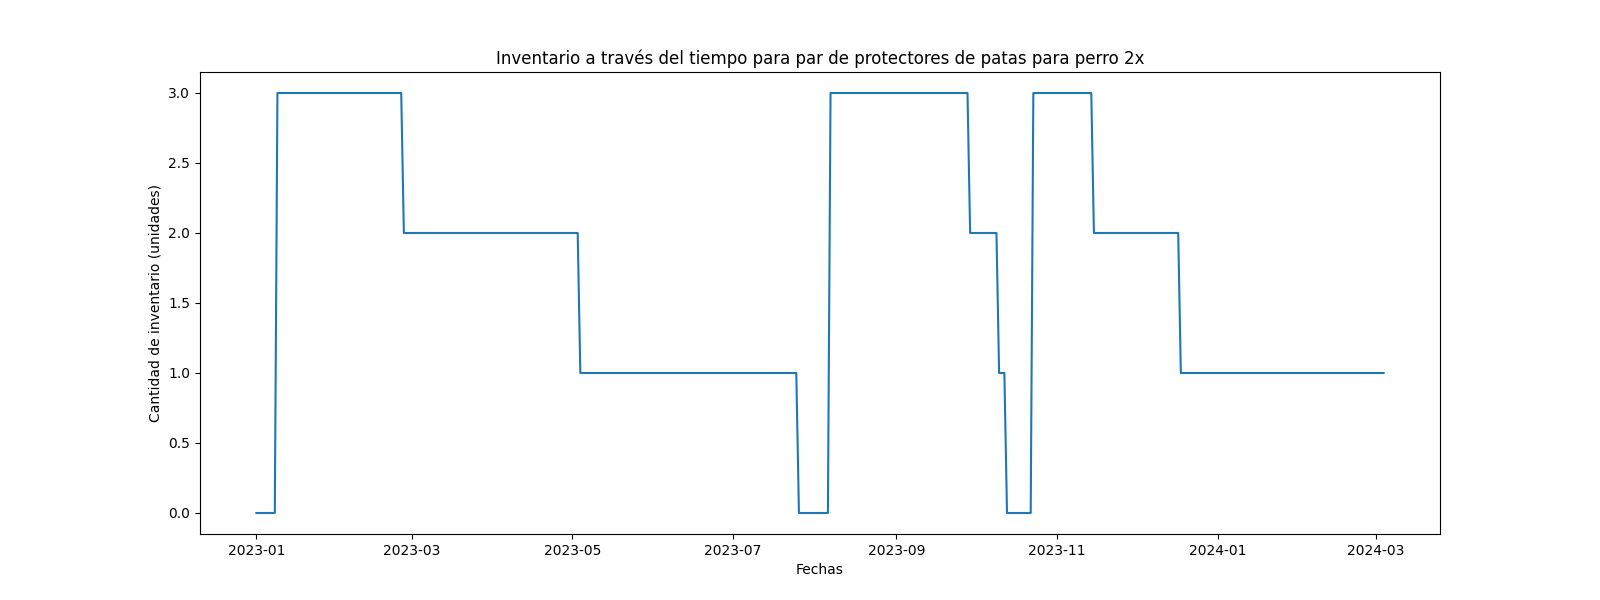 Inventario a través del tiempo para par de protectores de patas para perro 2x
Cantidad de inventario (unidades)
3.0
2.5
2.0
1.5
1.0
0.5
0.0
2023-01 2023-03 2023-05 2023-07 2023-09 2023-11 2024-01 2024-03
Fechas